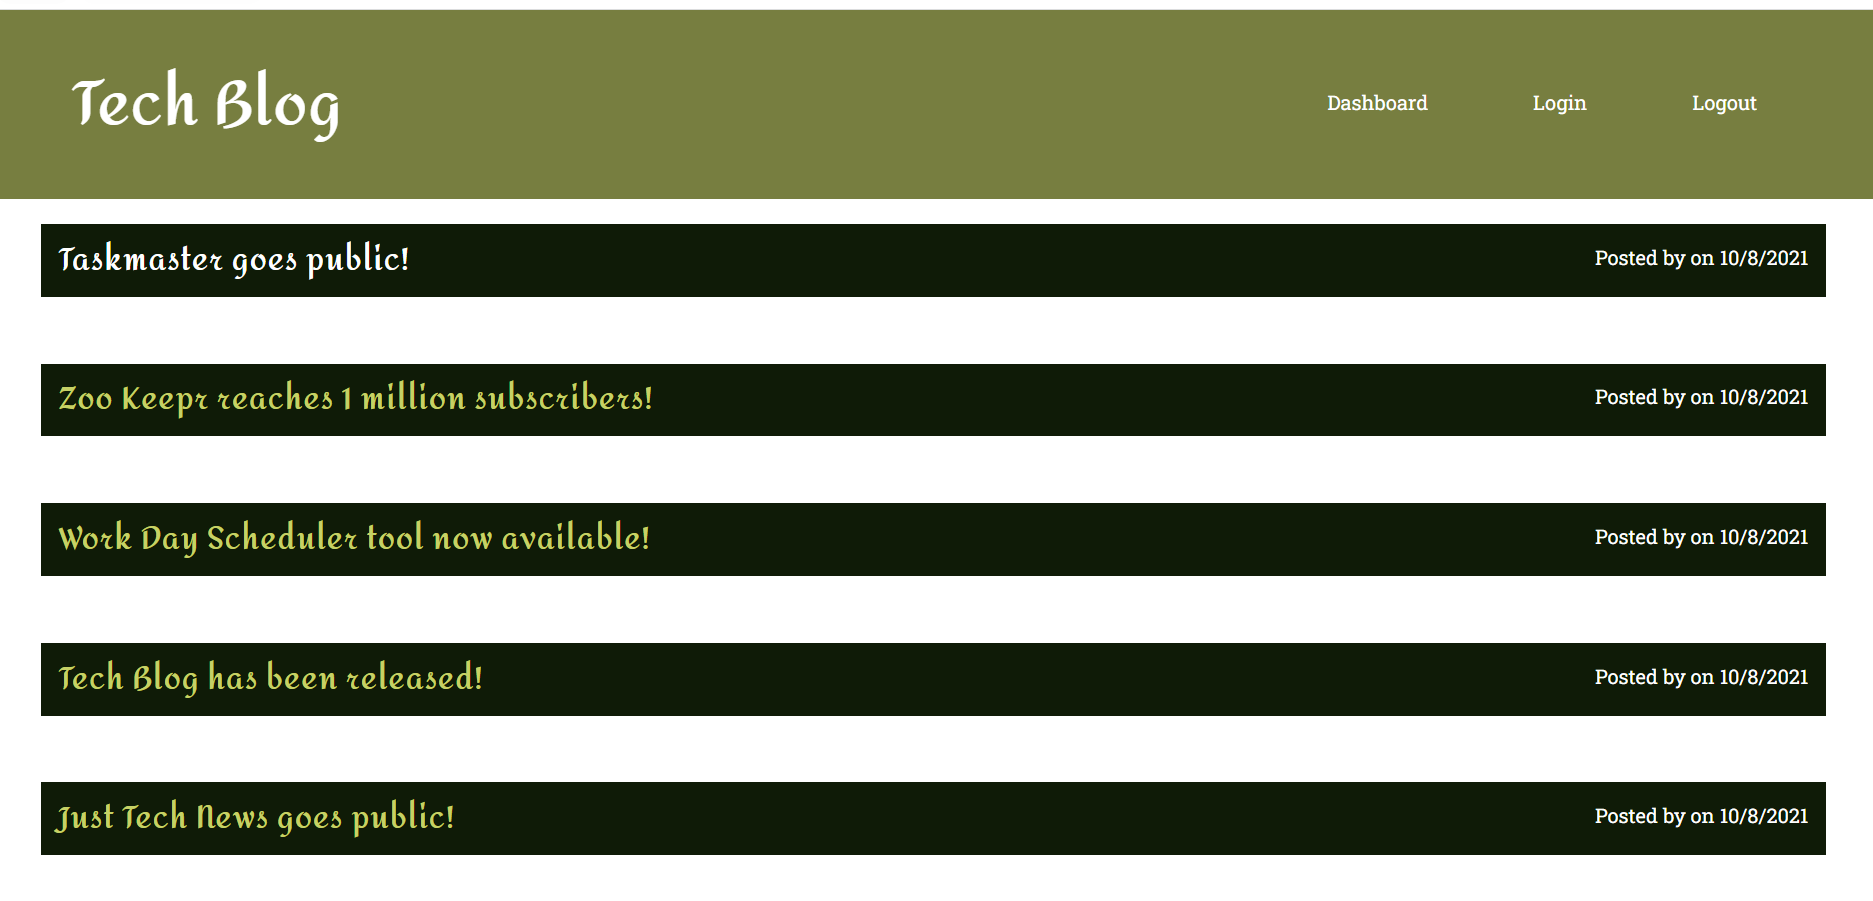 Tech Blog
Dashboard Login Logout
Taskmaster goes public! Posted by on 10/8/2021
Zoo Keepr reaches 1 million subscribers! Posted by on 10/8/2021
Work Day Scheduler tool now available! Posted by on 10/8/2021
Tech Blog has been released! Posted by on 10/8/2021
Just Tech News goes public! Posted by on 10/8/2021